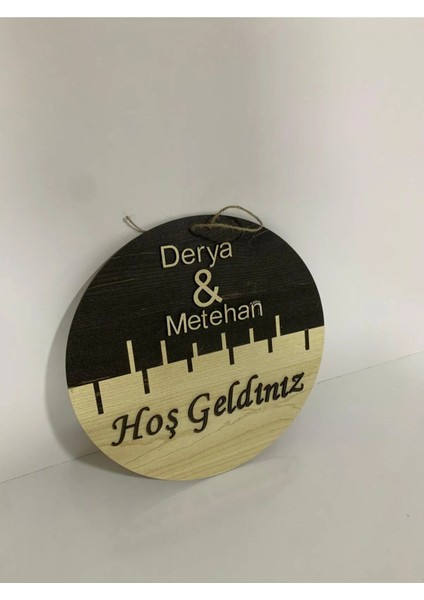 Derya
&
Metehan
Hoş Geldınız